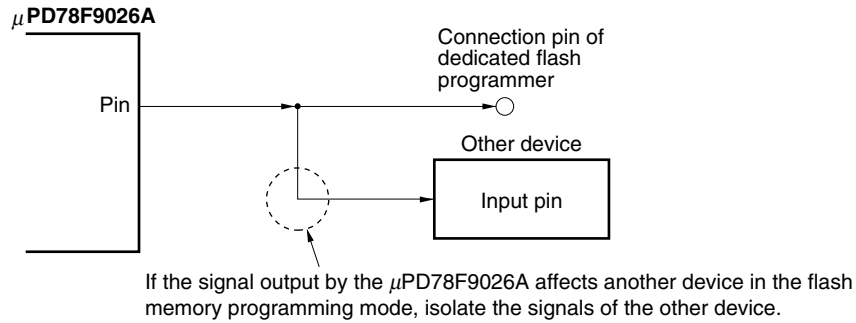 μPD78F9026A
Connection pin of
dedicated flash
programmer
Pin
Other device
Input pin
If the signal output by the μPD78F9026A affects another device in the flash
memory programming mode, isolate the signals of the other device.